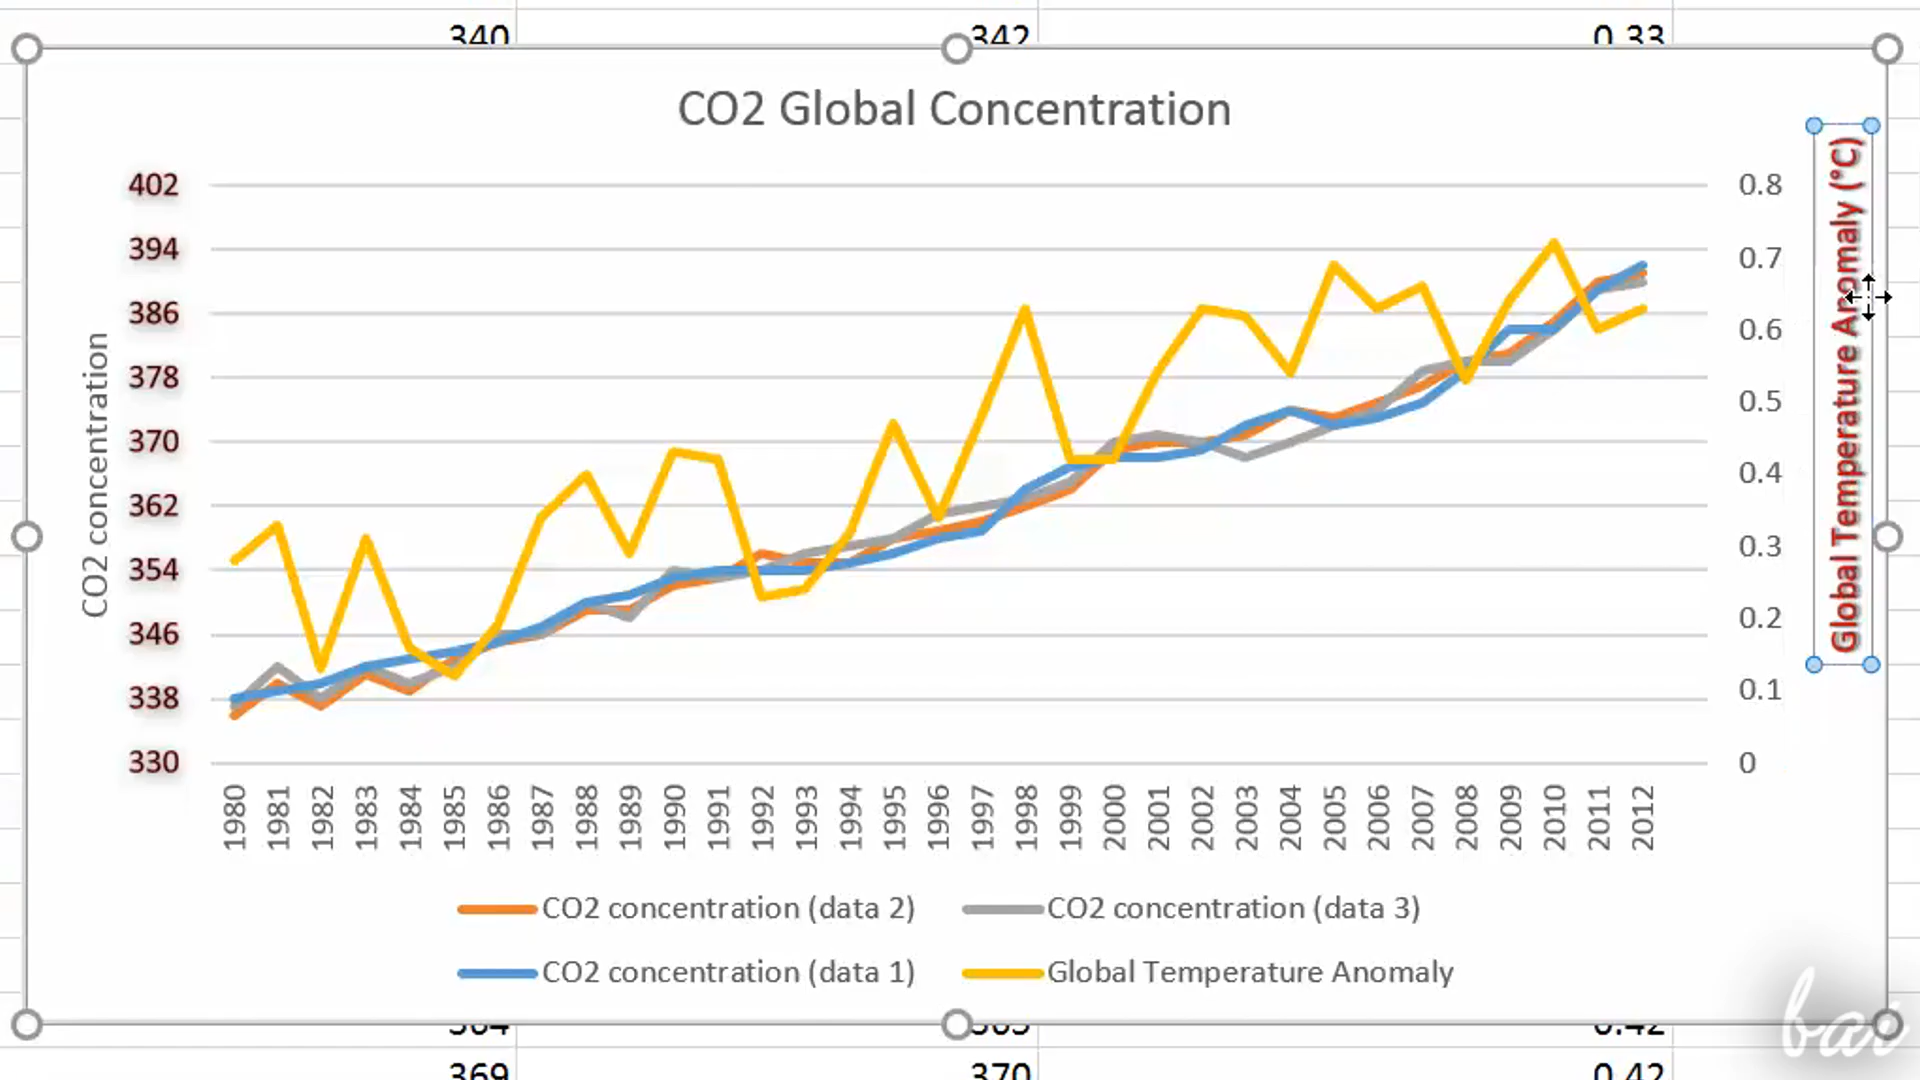 340 342 0.33
CO2 Global Concentration
402
394
386
378
370
362
354
346
338
330
CO2 concentration
0.8
0.7
0.6
0.5
0.4
0.3
0.2
0.1
0
Global Temperature Anomaly (°C)
1980 1981 1982 1983 1984 1985 1986 1987 1988 1989 1990 1991 1992 1993 1994 1995 1996 1997 1998 1999 2000 2001 2002 2003 2004 2005 2006 2007 2008 2009 2010 2011 2012
CO2 concentration (data 2) CO2 concentration (data 3)
CO2 concentration (data 1) Global Temperature Anomaly
369 370 0.42